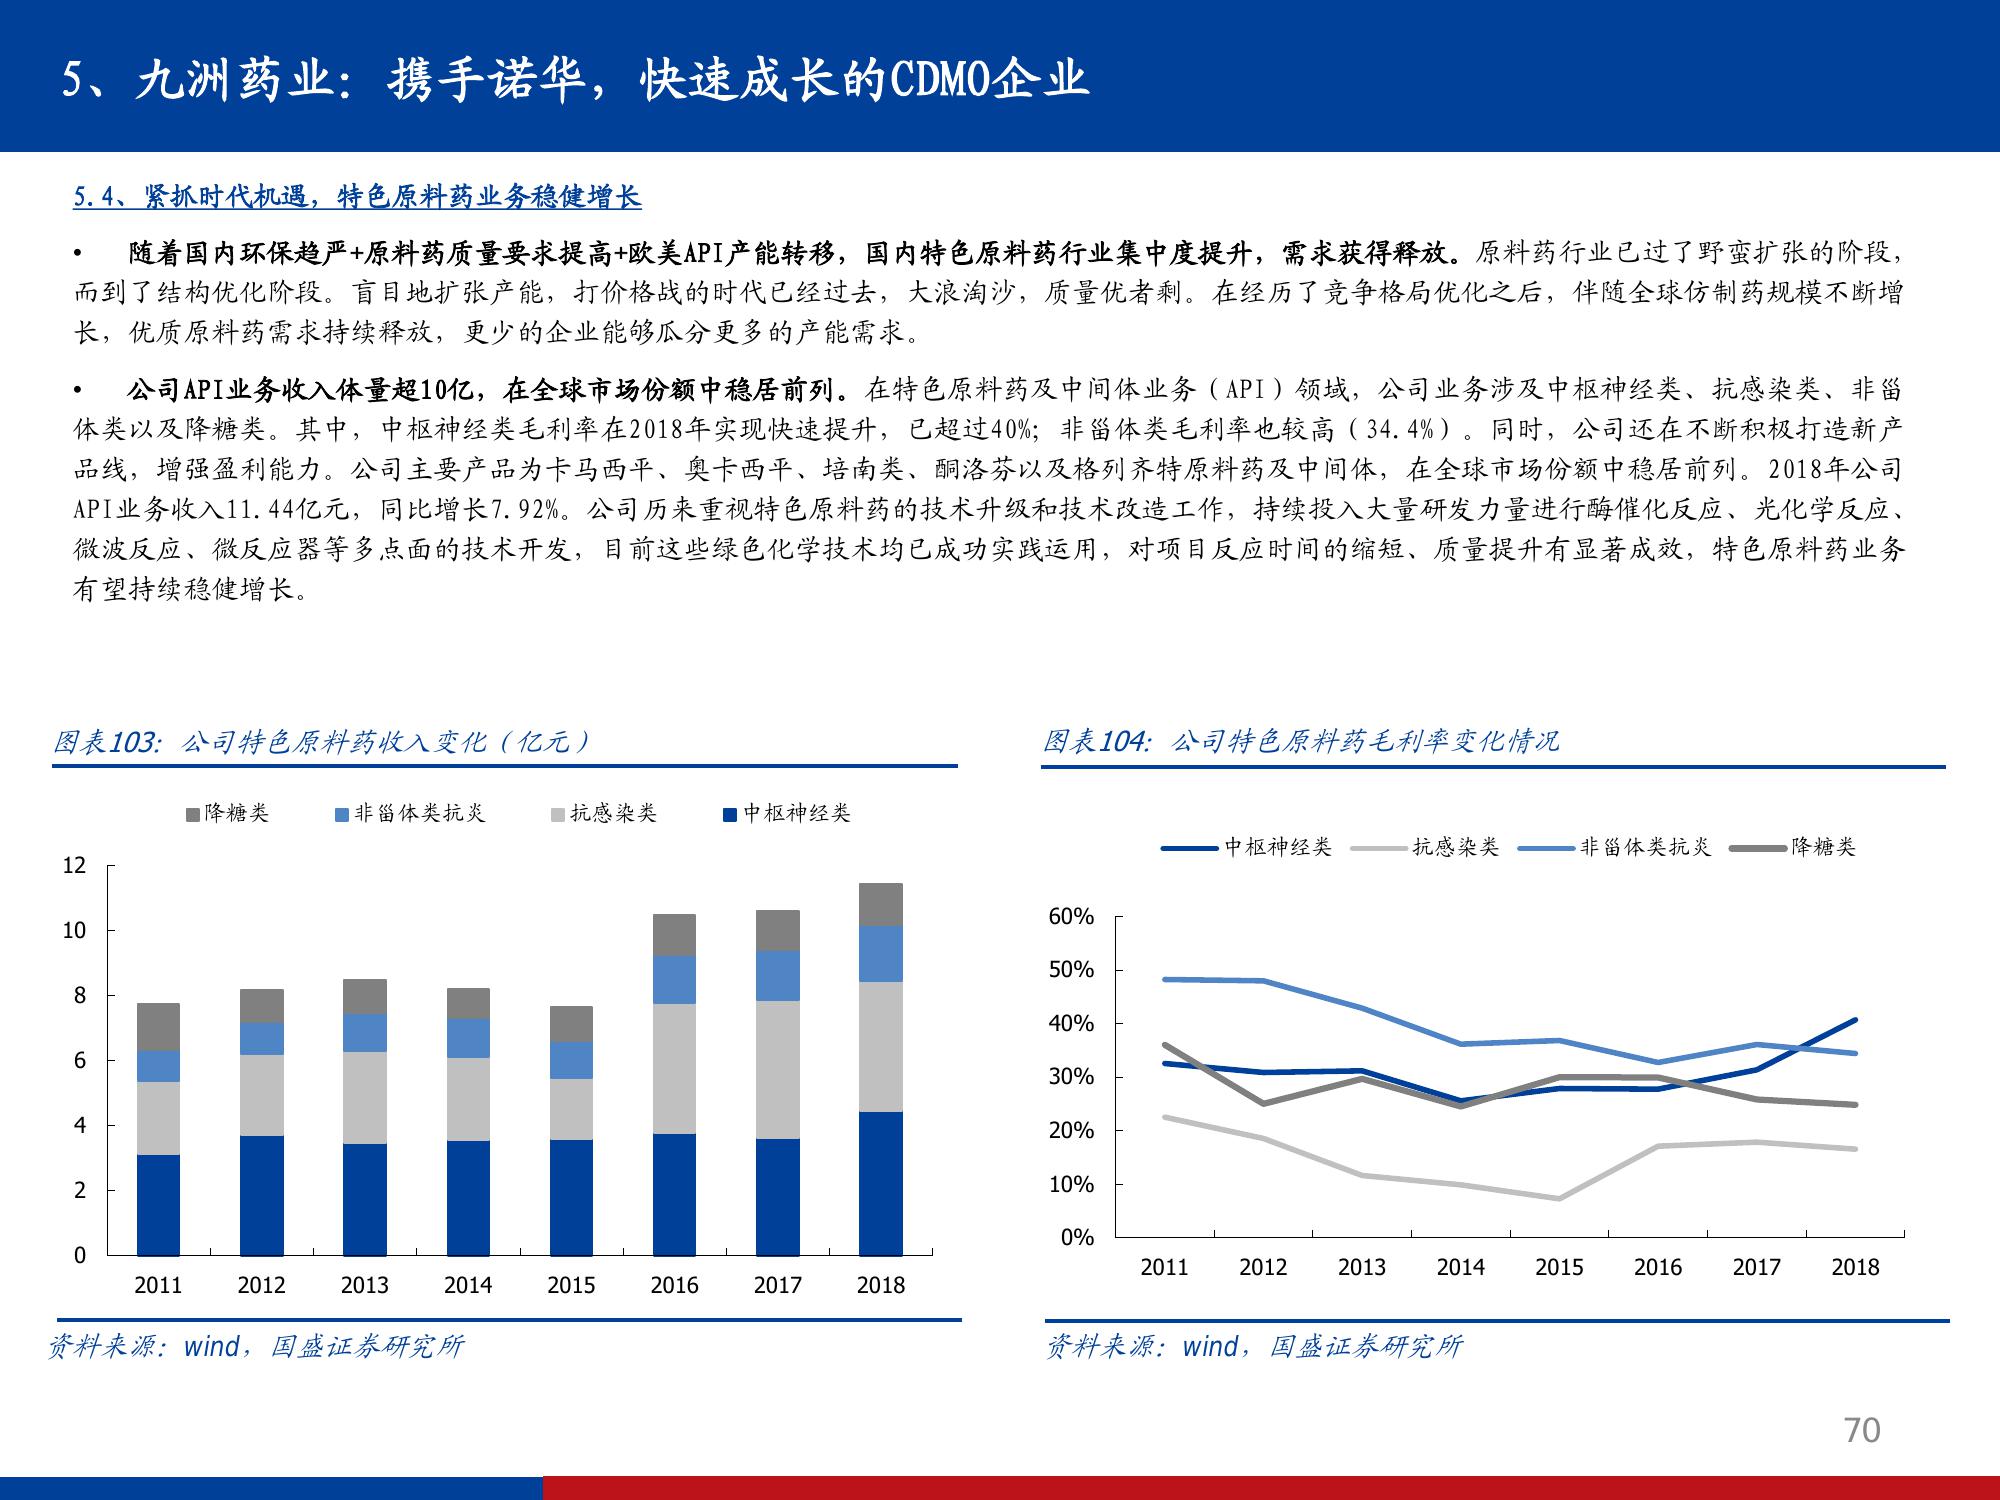 5、九洲药业：携手诺华，快速成长的CDMO企业
5.4、紧抓时代机遇，特色原料药业务稳健增长
• 随着国内环保趋严+原料药质量要求提高+欧美API产能转移，国内特色原料药行业集中度提升，需求获得释放。原料药行业已过了野蛮扩张的阶段，
而到了结构优化阶段。盲目地扩张产能，打价格战的时代已经过去，大浪淘沙，质量优者剩。在经历了竞争格局优化之后，伴随全球仿制药规模不断增
长，优质原料药需求持续释放，更少的企业能够瓜分更多的产能需求。
• 公司API业务收入体量超10亿，在全球市场份额中稳居前列。在特色原料药及中间体业务（API）领域，公司业务涉及中枢神经类、抗感染类、非甾
体类以及降糖类。其中，中枢神经类毛利率在2018年实现快速提升，已超过40%；非甾体类毛利率也较高（34.4%）。同时，公司还在不断积极打造新产
品线，增强盈利能力。公司主要产品为卡马西平、奥卡西平、培南类、酮洛芬以及格列齐特原料药及中间体，在全球市场份额中稳居前列。2018年公司
API业务收入11.44亿元，同比增长7.92%。公司历来重视特色原料药的技术升级和技术改造工作，持续投入大量研发力量进行酶催化反应、光化学反应、
微波反应、微反应器等多点面的技术开发，目前这些绿色化学技术均已成功实践运用，对项目反应时间的缩短、质量提升有显著成效，特色原料药业务
有望持续稳健增长。
图表103：公司特色原料药收入变化（亿元）
降糖类 非甾体类抗炎 抗感染类 中枢神经类
12
10
8
6
4
2
0
2011 2012 2013 2014 2015 2016 2017 2018
资料来源：wind，国盛证券研究所
图表104：公司特色原料药毛利率变化情况
中枢神经类 抗感染类 非甾体类抗炎 降糖类
60%
50%
40%
30%
20%
10%
0%
2011 2012 2013 2014 2015 2016 2017 2018
资料来源：wind，国盛证券研究所
70